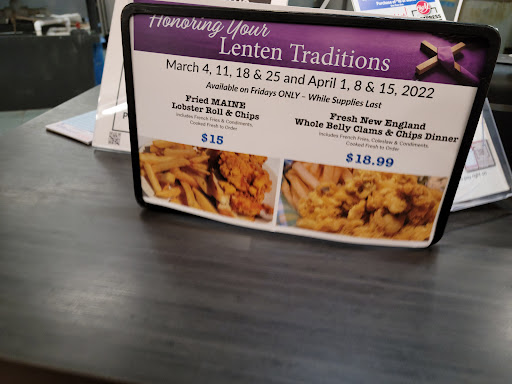 Honoring Your
Lenten Traditions
March 4, 11, 18 & 25 and April 1, 8 & 15, 2022
Available on Fridays ONLY – While Supplies Last
Fried MAINE
Lobster Roll & Chips
Includes French Fries & Condiments,
Cooked Fresh to Order
$15
Fresh New England
Whole Belly Clams & Chips Dinner
Includes French Fries, Coleslaw & Condiments,
Cooked Fresh to Order
$18.99